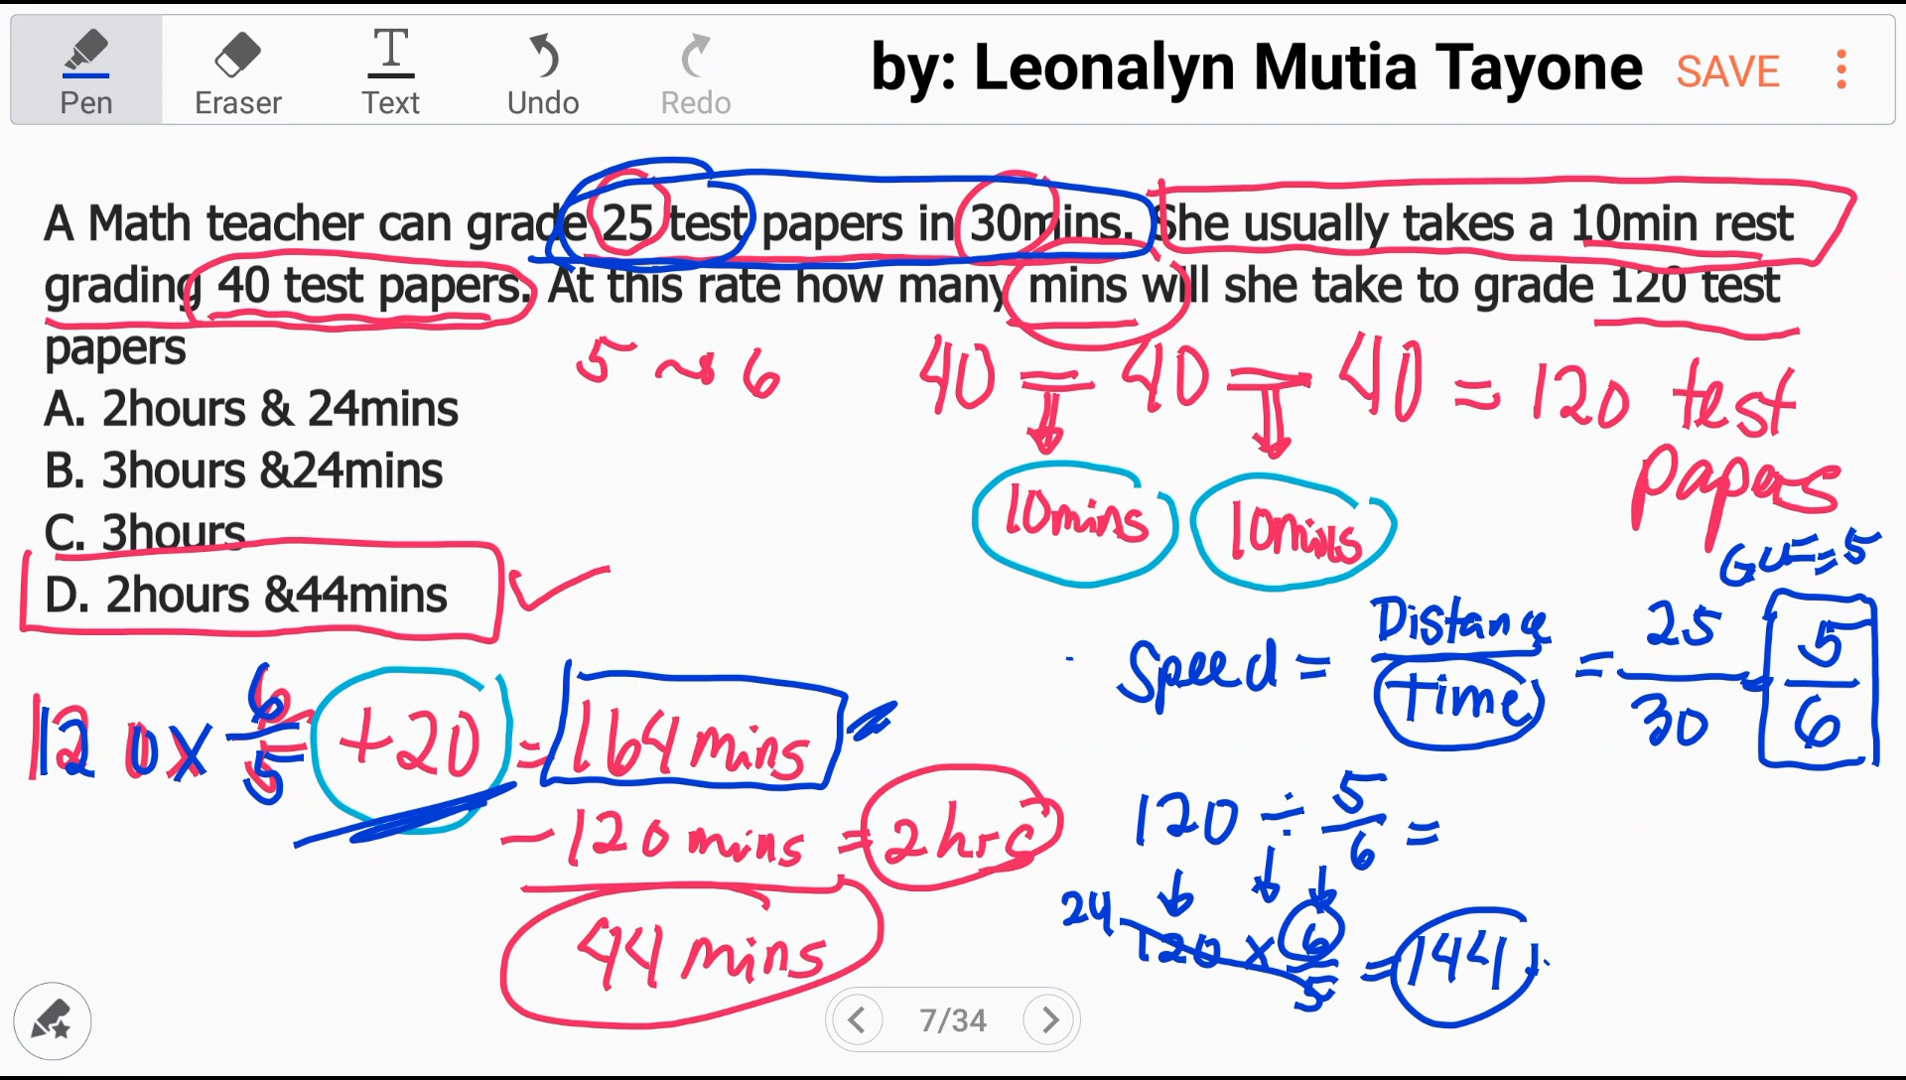 Pen
Eraser
Text
Undo
Redo
by: Leonalyn Mutia Tayone
SAVE
A Math teacher can grade 25 test papers in 30mins. She usually takes a 10min rest
grading 40 test papers. At this rate how many mins will she take to grade 120 test
papers
A. 2hours & 24mins
B. 3hours &24mins
C. 3hours
D. 2hours &44mins
5 6
40 40 40 = 120 test
papers
10mins 10mins
GCF = 5
Speed = Distance / time = 25 / 30 = 5 / 6
120 x 6/5 +20 = 164 mins
- 120 mins = 2 hrs
44 mins
120 ÷ 5/6 =
24
120 x 6/5 = 144
7/34